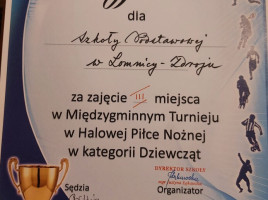 dla
Szkoły Podstawowej
w Łomnicy-Zdroju
za zajęcie III miejsca
w Międzygminnym Turnieju
w Halowej Piłce Nożnej
w kategorii Dziewcząt
DYREKTOR SZKOŁY
Sędzia
Organizator